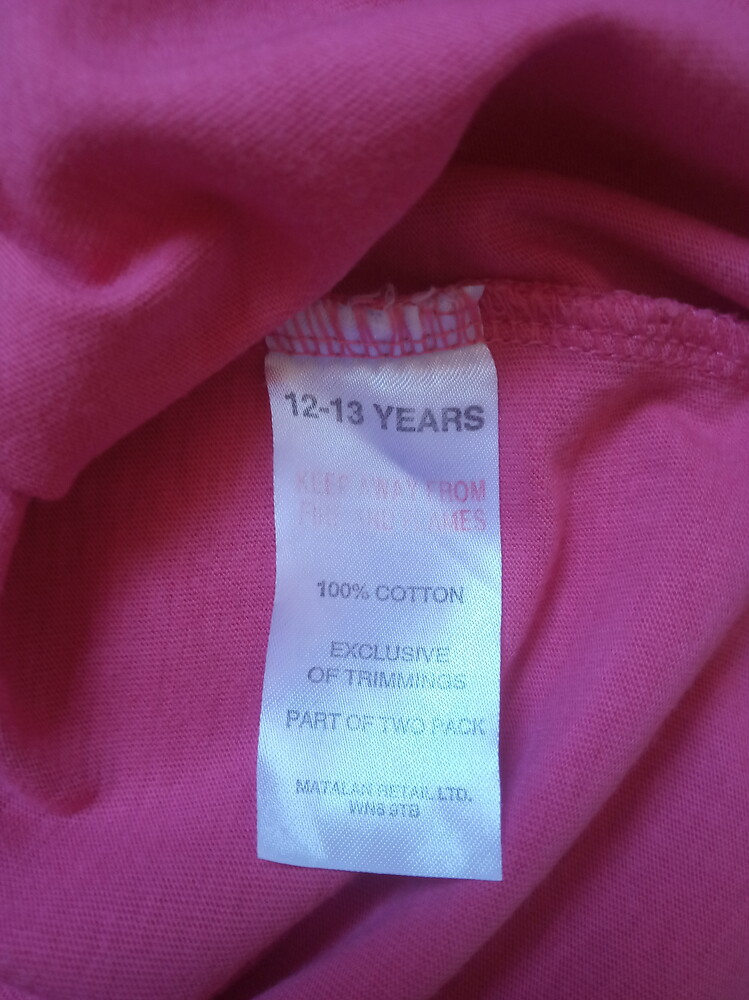 12-13 YEARS
KEEP AWAY FROM
FIRE AND FLAMES
100% COTTON
EXCLUSIVE
OF TRIMMINGS
PART OF TWO PACK
MATALAN RETAIL LTD.
WN6 9TB